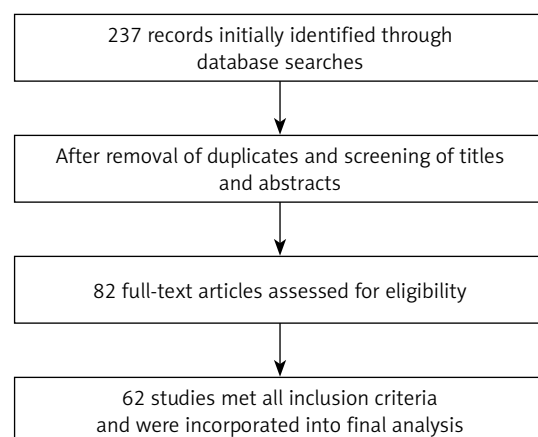 237 records initially identified through
database searches
After removal of duplicates and screening of titles
and abstracts
82 full-text articles assessed for eligibility
62 studies met all inclusion criteria
and were incorporated into final analysis